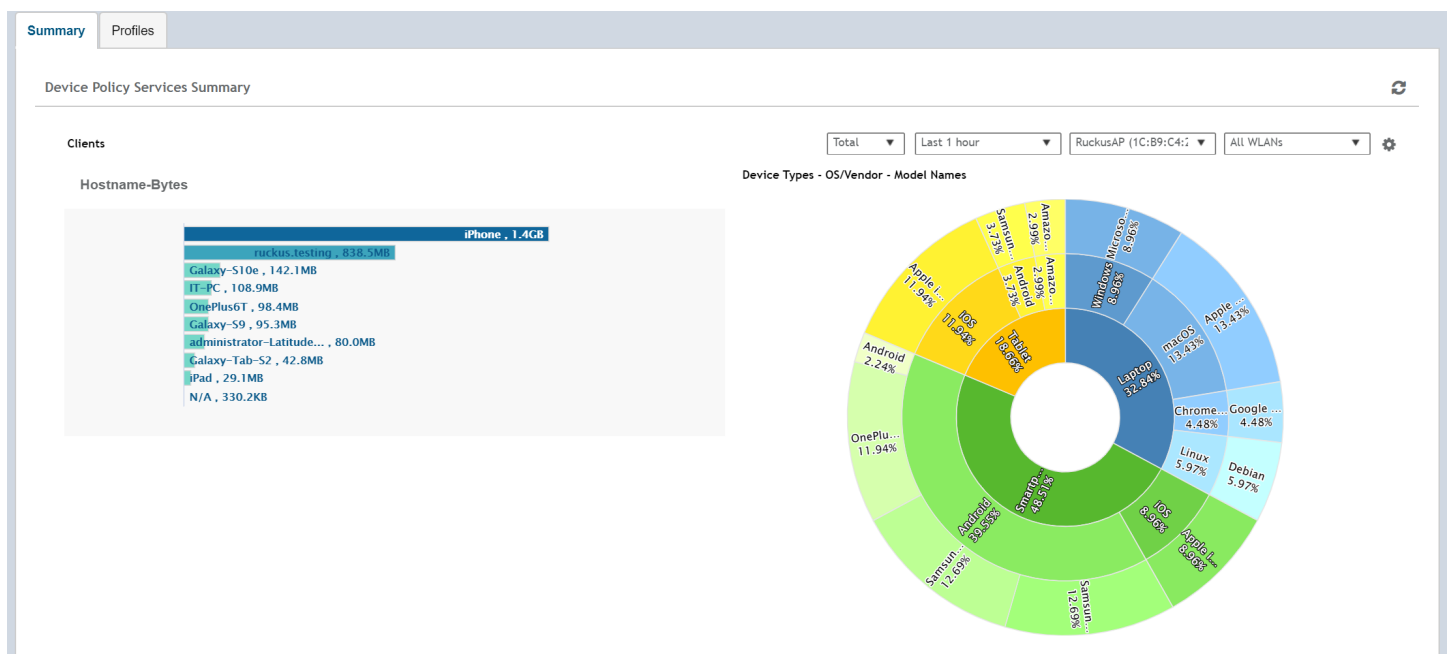 Summary
Profiles
Device Policy Services Summary
Clients
Total
Last 1 hour
RuckusAP (1C:B9:C4:2
All WLANs
Hostname-Bytes
iPhone , 1.4GB
ruckus.testing , 838.5MB
Galaxy-S10e , 142.1MB
IT-PC , 108.9MB
OnePlus6T , 98.4MB
Galaxy-S9 , 95.3MB
administrator-Latitude... , 80.0MB
Galaxy-Tab-S2 , 42.8MB
iPad , 29.1MB
N/A , 330.2KB
Device Types - OS/Vendor - Model Names
Laptop
32.84%
Windows
8.96%
Microso...
8.96%
macOS
13.43%
Apple ...
13.43%
Chrome...
4.48%
Google ...
4.48%
Linux
5.97%
Debian
5.97%
Smartp...
48.51%
iOS
8.96%
Apple i...
8.96%
Android
39.55%
Samsun...
12.69%
Samsun...
12.69%
OnePlu...
11.94%
Android
2.24%
Tablet
18.66%
iOS
11.94%
Apple i...
11.94%
Android
3.73%
Samsun...
3.73%
Amazo...
2.99%
Amazo...
2.99%